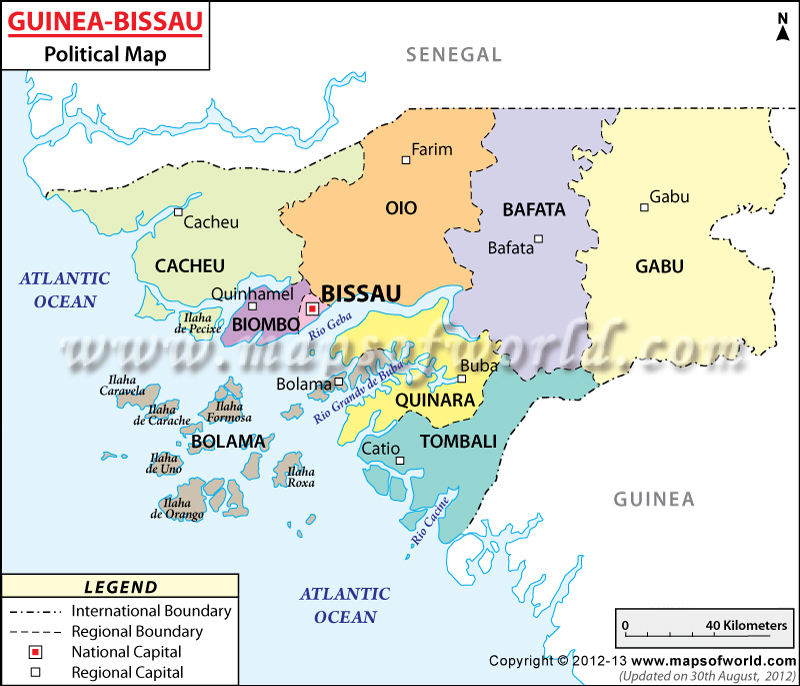 GUINEA-BISSAU
Political Map
N
SENEGAL
Farim
Gabu
Cacheu
OIO
BAFATA
Bafata
CACHEU
GABU
ATLANTIC
OCEAN
Quinhamel
BISSAU
Ilaha
de Pecixe
BIOMBO
Rio Geba
www.mapsofworld.com
Buba
Bolama
Rio Grandv de Buba
Ilaha
Caravela
QUINARA
Ilaha
de Carache
Ilaha
Formosa
BOLAMA
TOMBALI
Catio
Ilaha
de Uno
Ilaha
Roxa
GUINEA
Ilaha
de Orango
Rio Cacine
ATLANTIC
OCEAN
LEGEND
International Boundary
Regional Boundary
National Capital
Regional Capital
0 40 Kilometers
Copyright © 2012-13 www.mapsofworld.com
(Updated on 30th August, 2012)